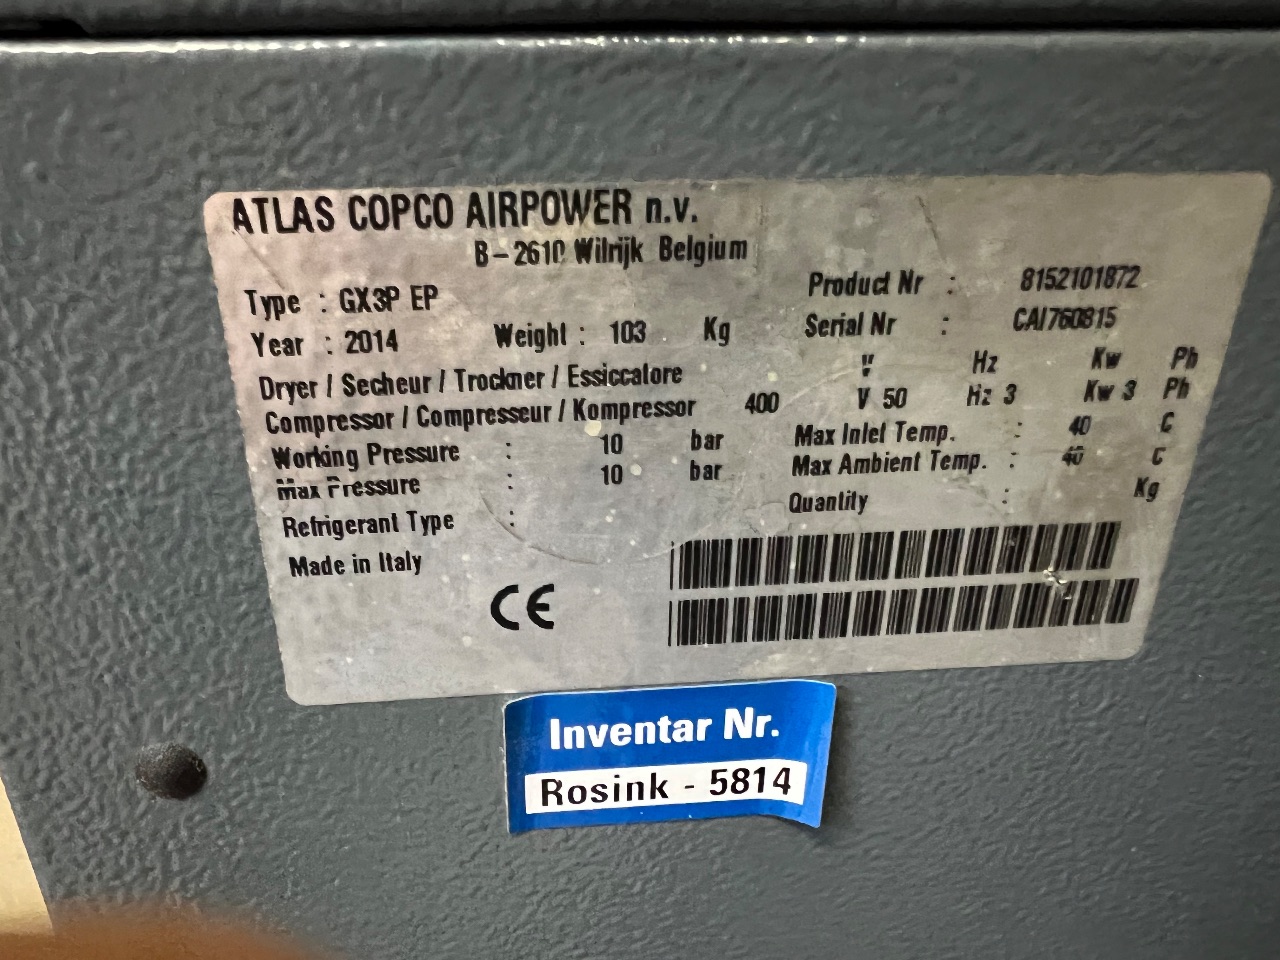 ATLAS COPCO AIRPOWER n.v.
B-2610 Wilrijk Belgium
Type : GX3P EP
Product Nr : 8152101872
Year : 2014 Weight : 103 Kg
Serial Nr : CAI760815
Dryer / Secheur / Trockner / Essiccatore V Hz Kw Ph
Compressor / Compresseur / Kompressor 400 V 50 Hz 3 Kw 3 Ph
Working Pressure : 10 bar
Max Inlet Temp. : 40 C
Max Pressure : 10 bar
Max Ambient Temp. : 40 C
Refrigerant Type :
Quantity : Kg
Made in Italy
CE
Inventar Nr.
Rosink - 5814